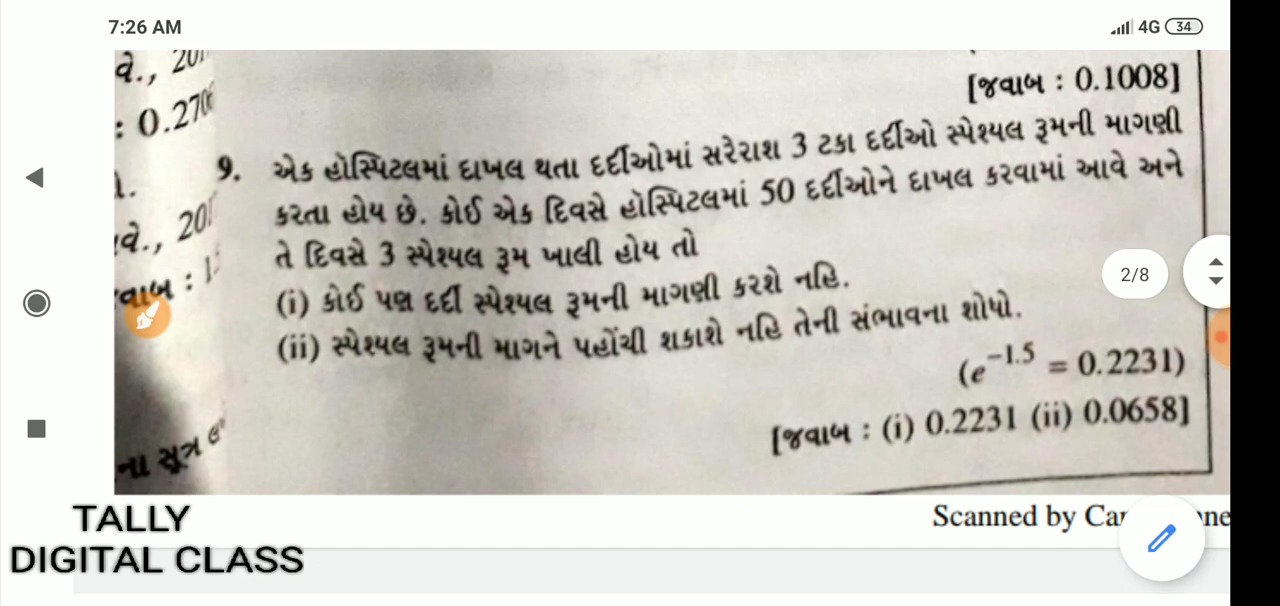 7:26 AM
4G 34
વે., 201
: 0.2706
[જવાબ : 0.1008]
9. એક હોસ્પિટલમાં દાખલ થતા દર્દીઓમાં સરેરાશ 3 ટકા દર્દીઓ સ્પેશ્યલ રૂમની માગણી
કરતા હોય છે. કોઈ એક દિવસે હૉસ્પિટલમાં 50 દર્દીઓને દાખલ કરવામાં આવે અને
વે., 201
તે દિવસે 3 સ્પેશ્યલ રૂમ ખાલી હોય તો
2/8
(i) કોઈ પણ દર્દી સ્પેશ્યલ રૂમની માગણી કરશે નહિ.
(ii) સ્પેશ્યલ રૂમની માગને પહોંચી શકાશે નહિ તેની સંભાવના શોધો.
(e⁻¹·⁵ = 0.2231)
[જવાબ : (i) 0.2231 (ii) 0.0658]
ના સૂત્ર
TALLY
DIGITAL CLASS
Scanned by